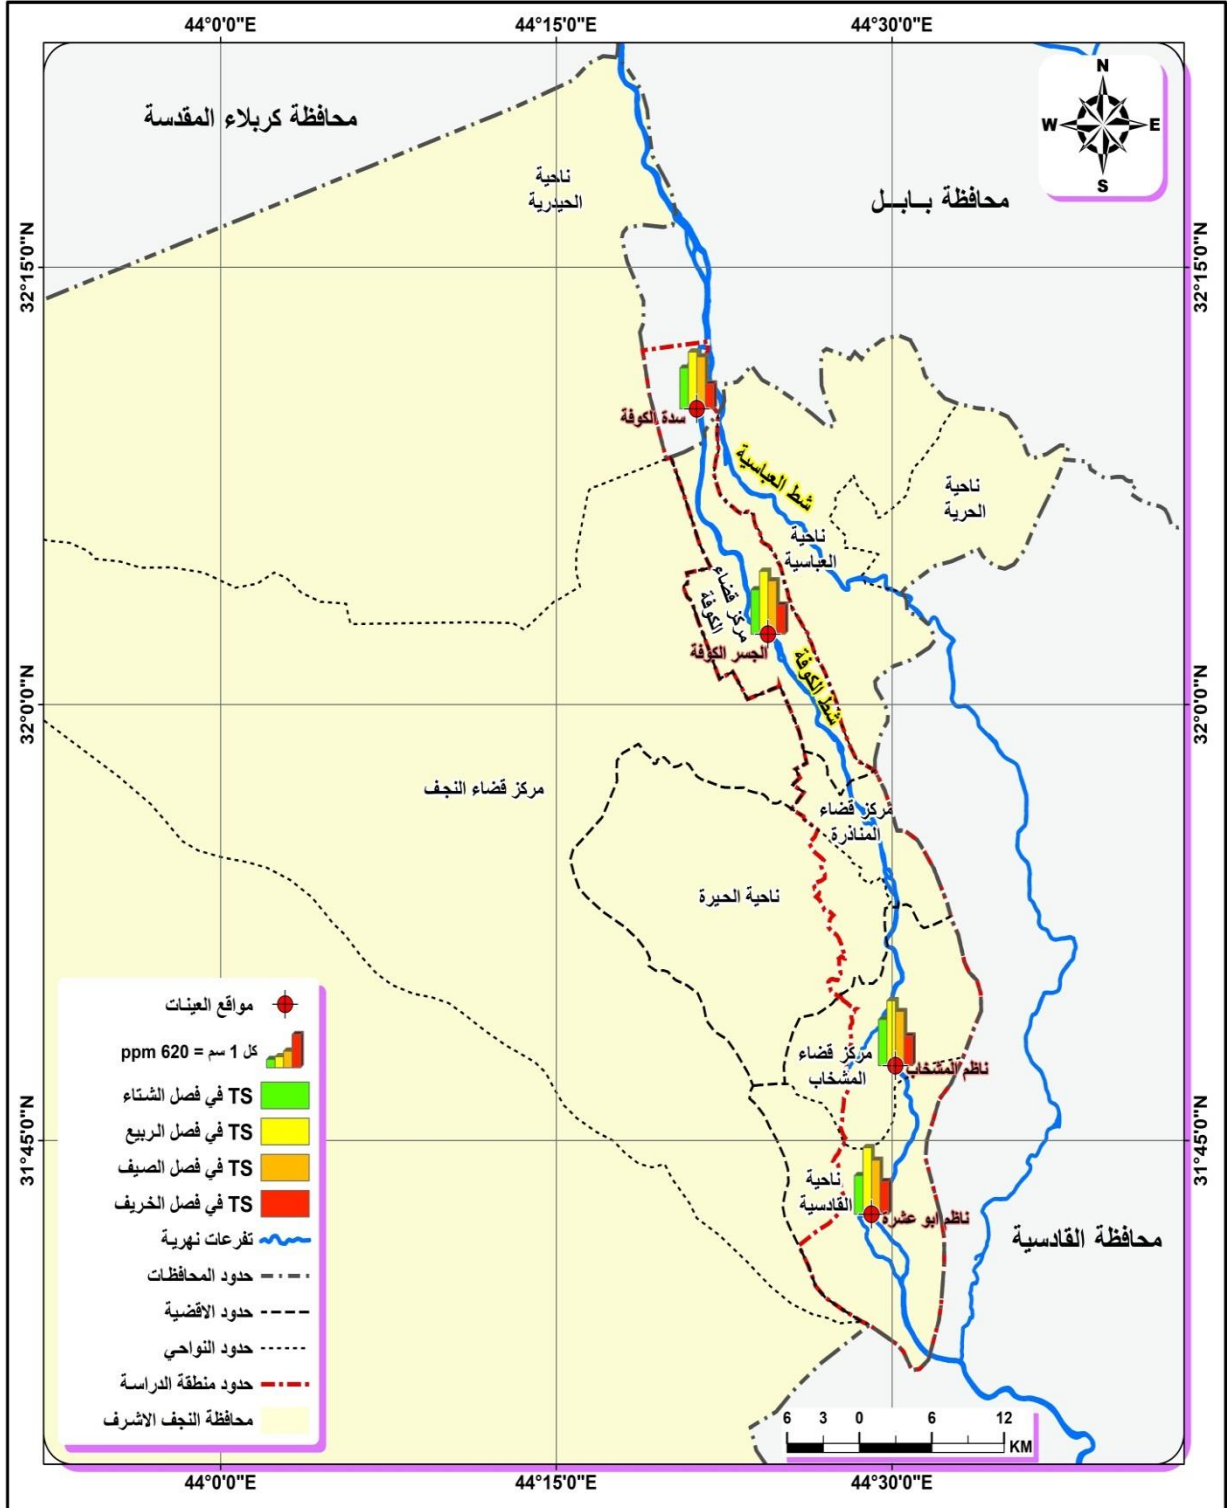 44°0'0"E
44°15'0"E
44°30'0"E
N
W
E
S
محافظة كربلاء المقدسة
محافظة بـابـل
ناحية
الحيدرية
32°15'0"N
32°15'0"N
سدة الكوفة
شط العباسية
ناحية
الحرية
ناحية
العباسية
مركز قضاء
الكوفة
الجسر الكوفة
شط الكوفة
32°0'0"N
32°0'0"N
مركز قضاء النجف
مركز قضاء
المناذرة
ناحية الحيرة
مركز قضاء
المشخاب
ناظم المشخاب
31°45'0"N
31°45'0"N
ناحية
القادسية
ناظم ابو عشرة
محافظة القادسية
مواقع العينات
كل 1 سم = 620 ppm
TS في فصل الشتاء
TS في فصل الربيع
TS في فصل الصيف
TS في فصل الخريف
تفرعات نهرية
حدود المحافظات
حدود الاقضية
حدود النواحي
حدود منطقة الدراسة
محافظة النجف الاشرف
6 3 0 6 12
KM
44°0'0"E
44°15'0"E
44°30'0"E